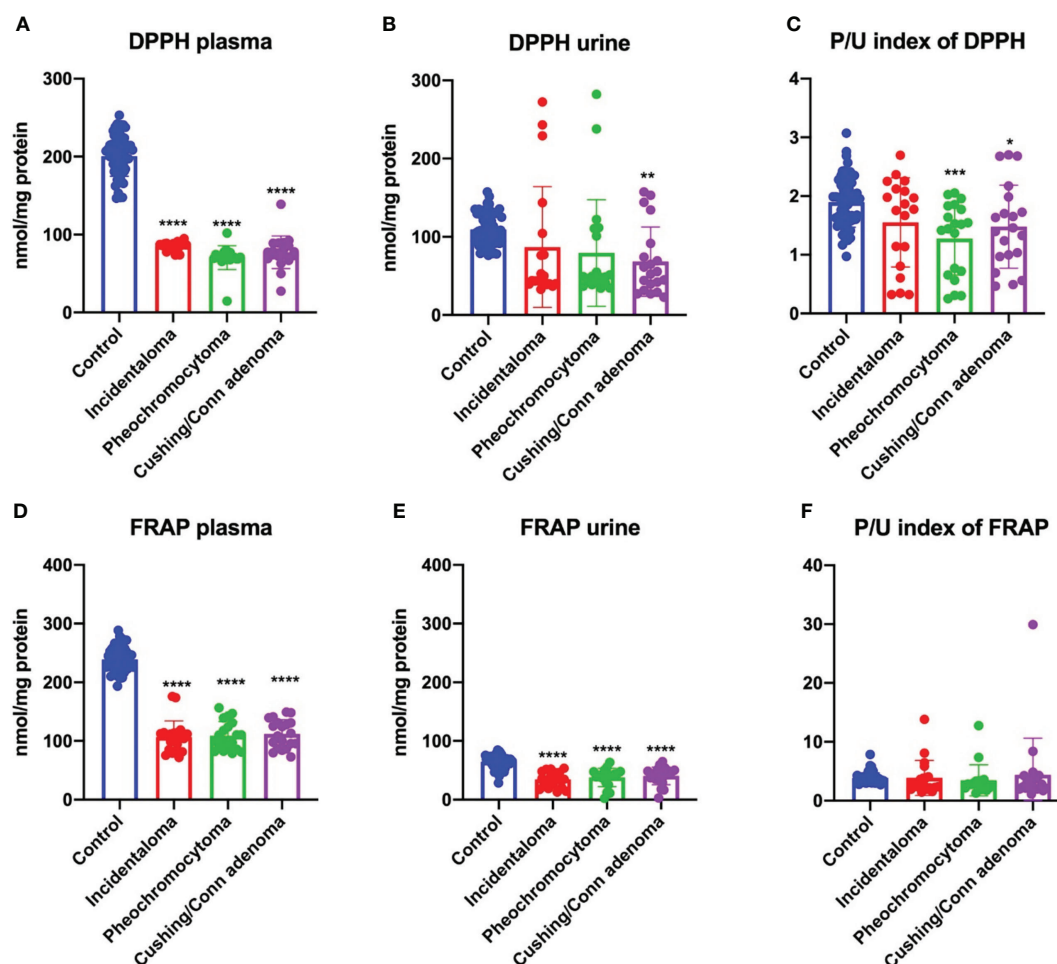 A
DPPH plasma
nmol/mg protein
300
200
100
0
****
****
****
Control
Incidentaloma
Pheochromocytoma
Cushing/Conn adenoma
B
DPPH urine
nmol/mg protein
300
200
100
0
**
Control
Incidentaloma
Pheochromocytoma
Cushing/Conn adenoma
C
P/U index of DPPH
4
3
2
1
0
***
*
Control
Incidentaloma
Pheochromocytoma
Cushing/Conn adenoma
D
FRAP plasma
nmol/mg protein
400
300
200
100
0
****
****
****
Control
Incidentaloma
Pheochromocytoma
Cushing/Conn adenoma
E
FRAP urine
nmol/mg protein
400
300
200
100
0
****
****
****
Control
Incidentaloma
Pheochromocytoma
Cushing/Conn adenoma
F
P/U index of FRAP
40
30
20
10
0
Control
Incidentaloma
Pheochromocytoma
Cushing/Conn adenoma